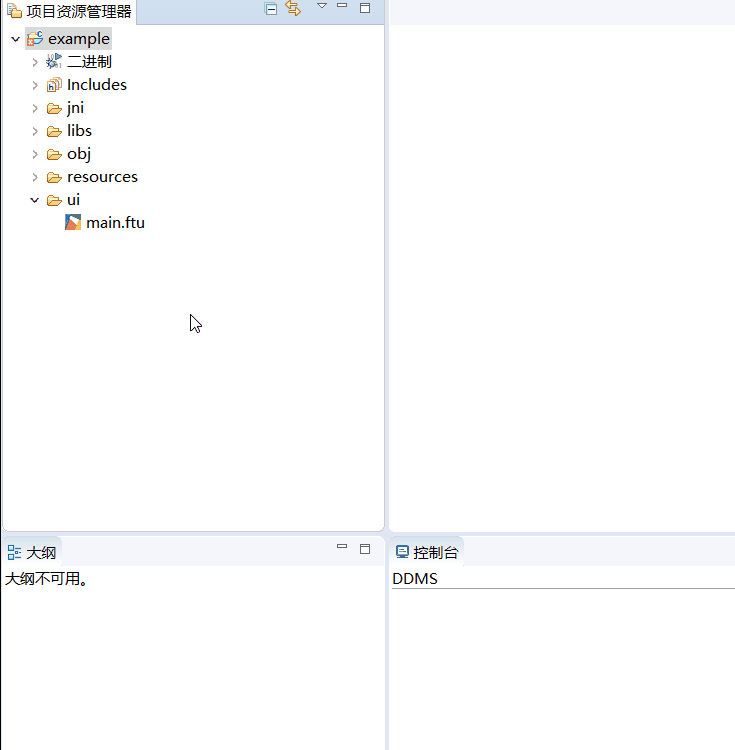 项目资源管理器
example
二进制
Includes
jni
libs
obj
resources
ui
main.ftu
大纲
大纲不可用。
控制台
DDMS